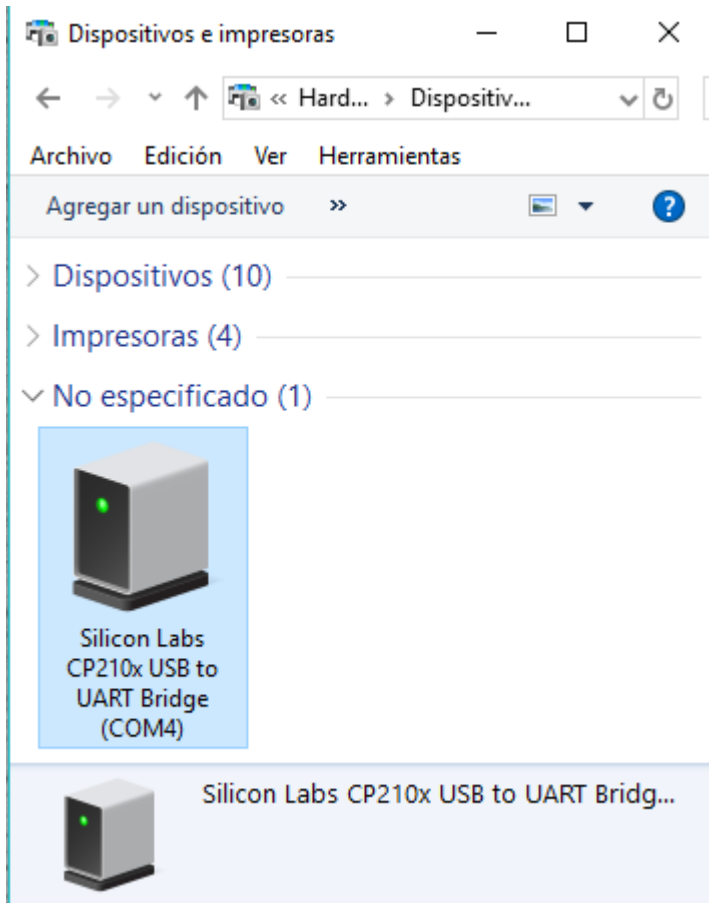 Dispositivos e impresoras
« Hard... > Dispositiv...
Archivo Edición Ver Herramientas
Agregar un dispositivo »
Dispositivos (10)
Impresoras (4)
No especificado (1)
Silicon Labs
CP210x USB to
UART Bridge
(COM4)
Silicon Labs CP210x USB to UART Bridg...